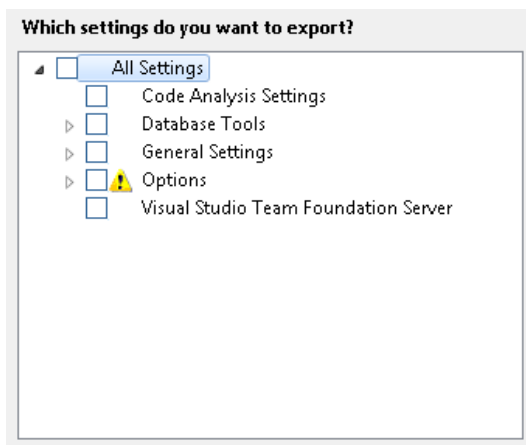 Which settings do you want to export?
All Settings
Code Analysis Settings
Database Tools
General Settings
Options
Visual Studio Team Foundation Server